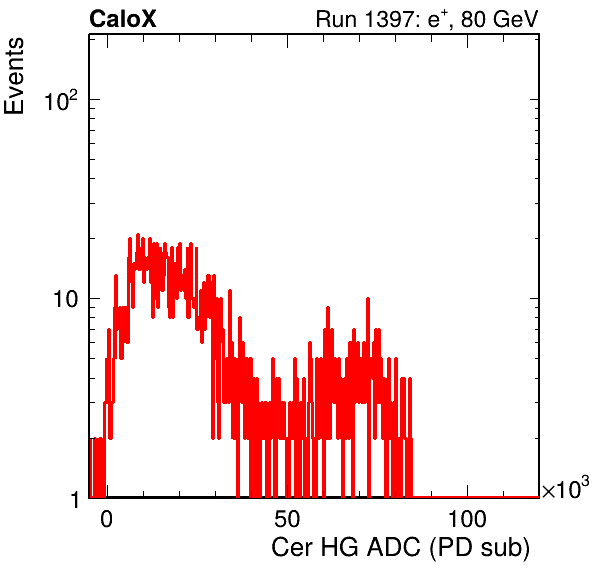 CaloX
Run 1397: e⁺, 80 GeV
Events
10²
10
1
0
50
100
×10³
Cer HG ADC (PD sub)